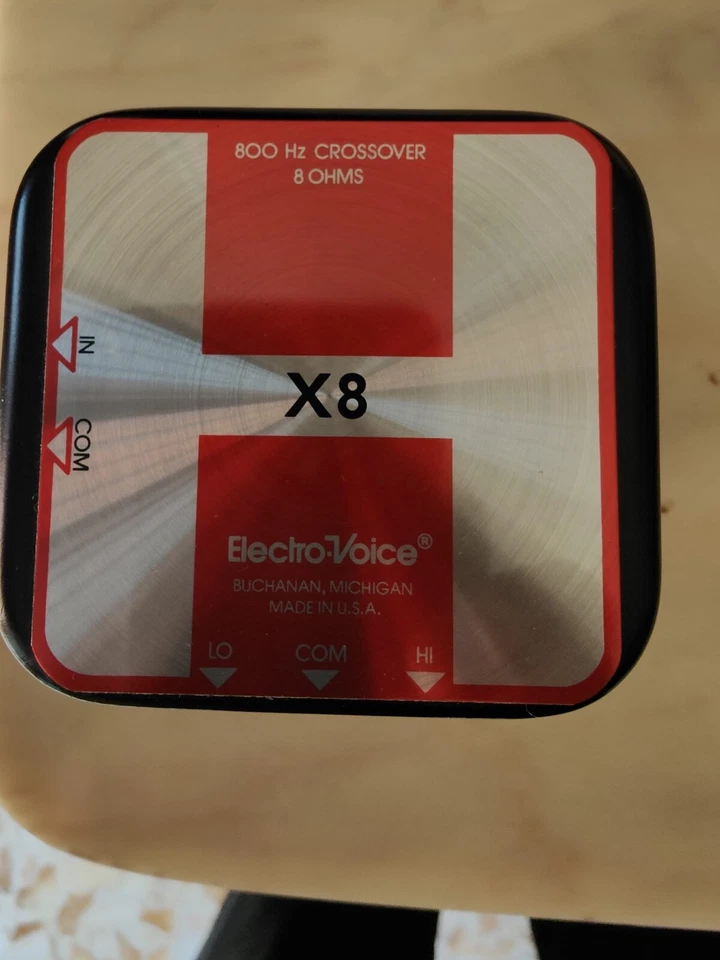 800 Hz CROSSOVER
8 OHMS
IN
COM
X8
Electro-Voice®
BUCHANAN, MICHIGAN
MADE IN U.S.A.
LO COM HI